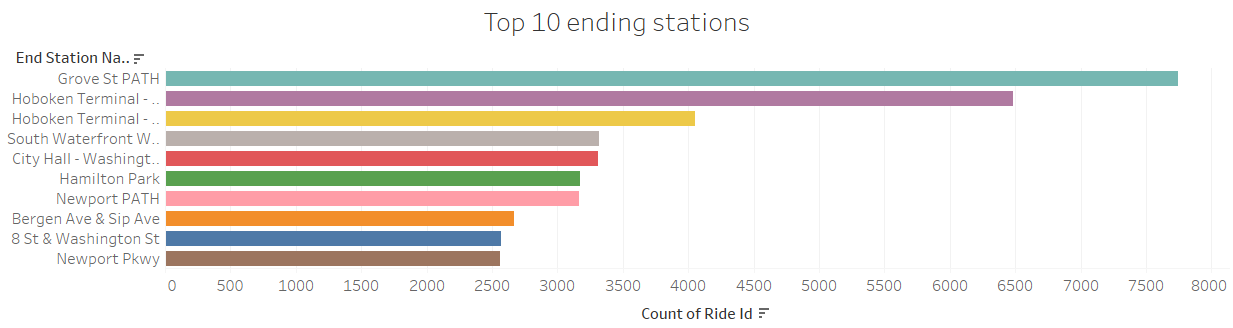 Top 10 ending stations
End Station Na..
Grove St PATH
Hoboken Terminal - ..
Hoboken Terminal - ..
South Waterfront W..
City Hall - Washingt..
Hamilton Park
Newport PATH
Bergen Ave & Sip Ave
8 St & Washington St
Newport Pkwy
0 500 1000 1500 2000 2500 3000 3500 4000 4500 5000 5500 6000 6500 7000 7500 8000
Count of Ride Id